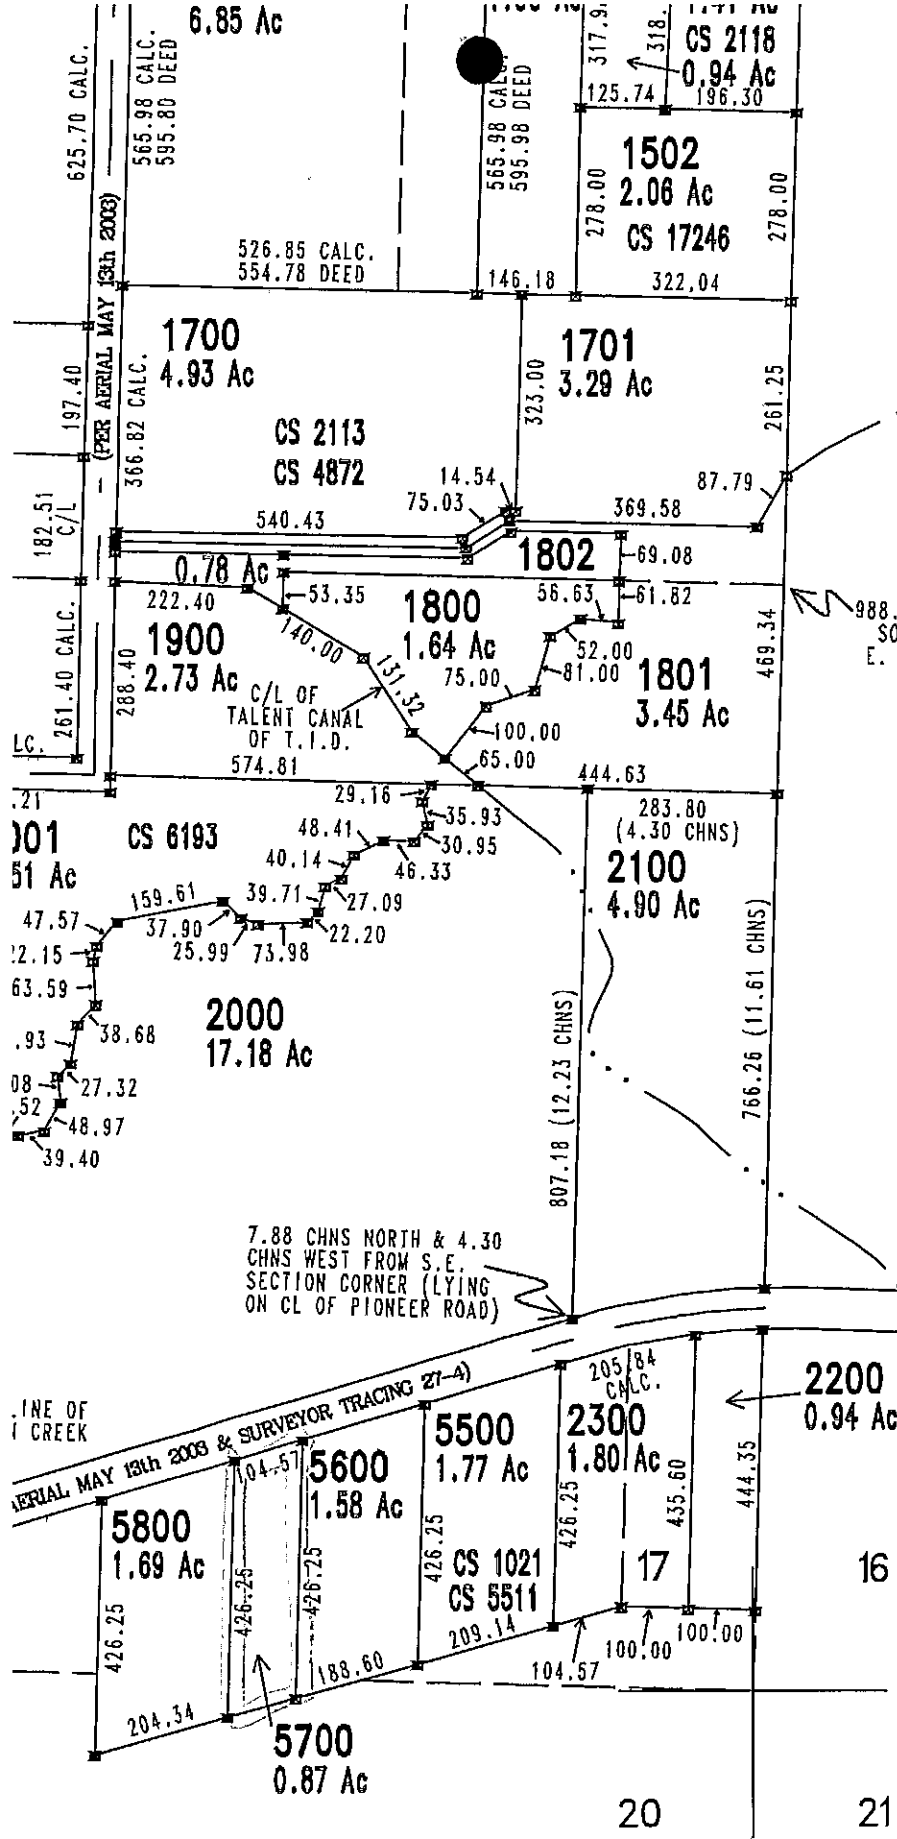 6.85 Ac
625.70 CALC.
565.98 CALC.
595.80 DEED
565.98 CALC.
595.98 DEED
317.9
318.
CS 2118
0.94 Ac
125.74
196.30
1502
2.06 Ac
CS 17246
278.00
278.00
(PER AERIAL MAY 13th 2003)
526.85 CALC.
554.78 DEED
146.18
322.04
1700
4.93 Ac
1701
3.29 Ac
197.40
366.82 CALC.
323.00
261.25
CS 2113
CS 4872
14.54
75.03
87.79
182.51
C/L
540.43
369.58
1802
69.08
0.78 Ac
222.40
53.35
1800
1.64 Ac
56.63
61.82
988.
SO
E.
1900
2.73 Ac
140.00
131.32
52.00
81.00
75.00
1801
3.45 Ac
469.34
261.40 CALC.
288.40
C/L OF
TALENT CANAL
OF T.I.D.
100.00
65.00
LC.
574.81
444.63
.21
29.16
283.80
(4.30 CHNS)
001
51 Ac
CS 6193
35.93
48.41
30.95
40.14
46.33
2100
4.90 Ac
159.61
39.71
27.09
47.57
37.90
22.20
22.15
25.99
73.98
63.59
2000
17.18 Ac
38.68
.93
27.32
08
.52
48.97
39.40
807.18 (12.23 CHNS)
766.26 (11.61 CHNS)
7.88 CHNS NORTH & 4.30
CHNS WEST FROM S.E.
SECTION CORNER (LYING
ON CL OF PIONEER ROAD)
205.84
CALC.
2200
0.94 Ac
.INE OF
CREEK
AERIAL MAY 13th 2003 & SURVEYOR TRACING 27-4)
5500
1.77 Ac
2300
1.80 Ac
104.57
5600
1.58 Ac
5800
1.69 Ac
426.25
426.25
426.25
426.25
426.25
435.60
444.35
CS 1021
CS 5511
17
16
209.14
100.00
100.00
104.57
188.60
204.34
5700
0.87 Ac
20
21